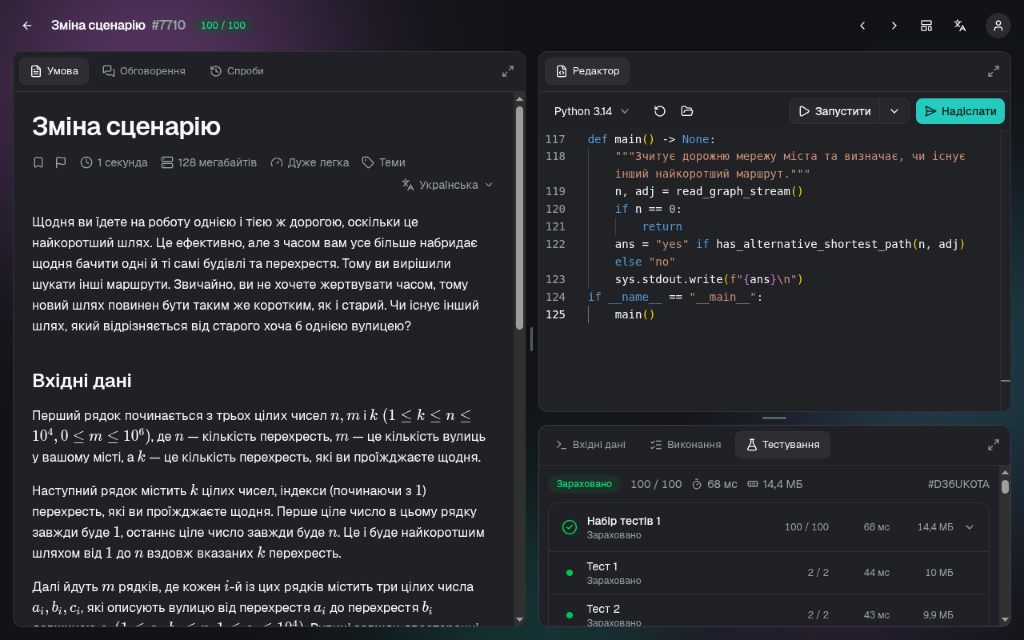 Зміна сценарію #7710 100 / 100
Умова Обговорення Спроби
Зміна сценарію
1 секунда 128 мегабайтів Дуже легка Теми
Українська
Щодня ви їдете на роботу однією і тією ж дорогою, оскільки це
найкоротший шлях. Це ефективно, але з часом вам усе більше набридає
щодня бачити одні й ті самі будівлі та перехрестя. Тому ви вирішили
шукати інші маршрути. Звичайно, ви не хочете жертвувати часом, тому
новий шлях повинен бути таким же коротким, як і старий. Чи існує інший
шлях, який відрізняється від старого хоча б однією вулицею?
Вхідні дані
Перший рядок починається з трьох цілих чисел n, m і k (1 ≤ k ≤ n ≤
10^4, 0 ≤ m ≤ 10^6), де n — кількість перехресть, m — це кількість вулиць
у вашому місті, а k — це кількість перехресть, які ви проїжджаєте щодня.
Наступний рядок містить k цілих чисел, індекси (починаючи з 1)
перехресть, які ви проїжджаєте щодня. Перше ціле число в цьому рядку
завжди буде 1, останнє ціле число завжди буде n. Це і буде найкоротшим
шляхом від 1 до n вздовж вказаних k перехресть.
Далі йдуть m рядків, де кожен i-й із цих рядків містить три цілих числа
a_i, b_i, c_i, які описують вулицю від перехрестя a_i до перехрестя b_i
Редактор
Python 3.14 Запустити Надіслати
117 def main() -> None:
118 """Зчитує дорожню мережу міста та визначає, чи існує
інший найкоротший маршрут."""
119 n, adj = read_graph_stream()
120 if n == 0:
121 return
122 ans = "yes" if has_alternative_shortest_path(n, adj)
else "no"
123 sys.stdout.write(f"{ans}\n")
124 if __name__ == "__main__":
125 main()
Вхідні дані Виконання Тестування
Зараховано 100 / 100 68 мс 14,4 МБ #D36UKOTA
Набір тестів 1 100 / 100 68 мс 14,4 МБ
Зараховано
Тест 1 2 / 2 44 мс 10 МБ
Зараховано
Тест 2 2 / 2 43 мс 9,9 МБ
Зараховано